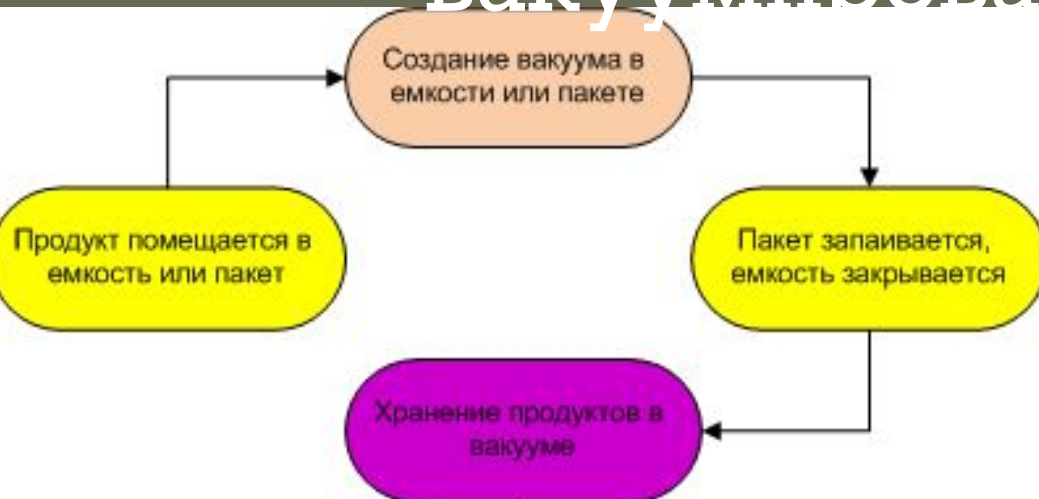 Создание вакуума в
емкости или пакете
Продукт помещается в
емкость или пакет
Пакет запаивается,
емкость закрывается
Хранение продуктов в
вакууме